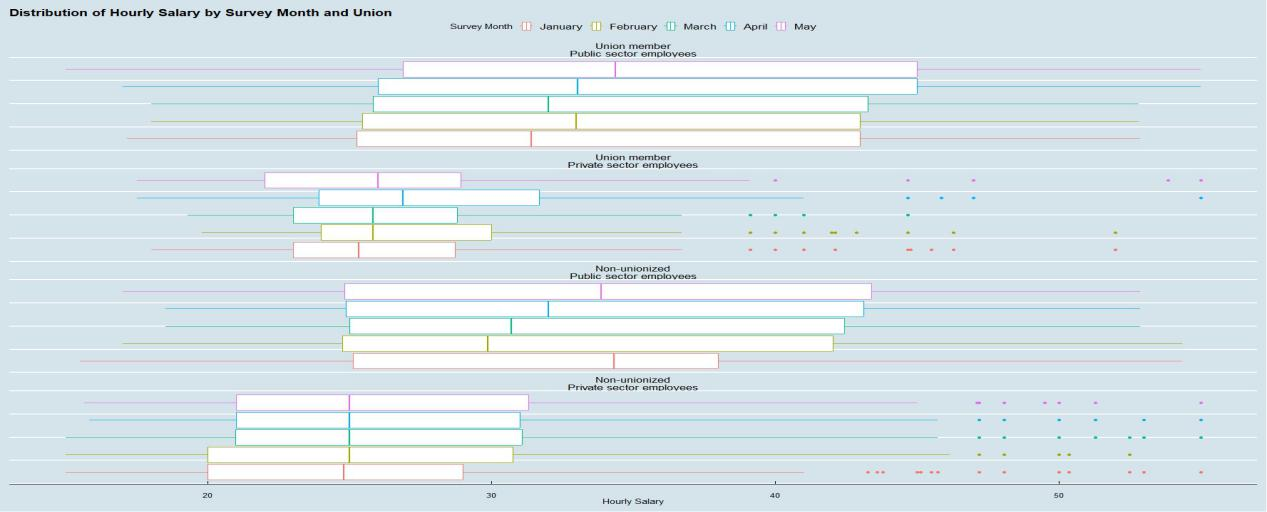 Distribution of Hourly Salary by Survey Month and Union
Survey Month January February March April May
Union member
Public sector employees
Union member
Private sector employees
Non-unionized
Public sector employees
Non-unionized
Private sector employees
20 30 40 50
Hourly Salary